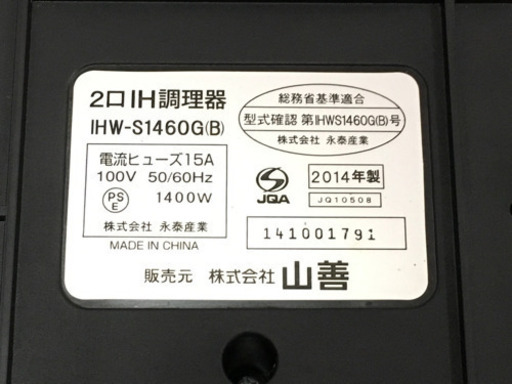 2口IH調理器
IHW-S1460G(B)
電流ヒューズ15A
100V 50/60Hz
PS
E
1400W
株式会社 永泰産業
MADE IN CHINA
総務省基準適合
型式確認 第IHWS1460G(B)号
株式会社 永泰産業
JQA
2014年製
JQ10508
141001791
販売元 株式会社 山善